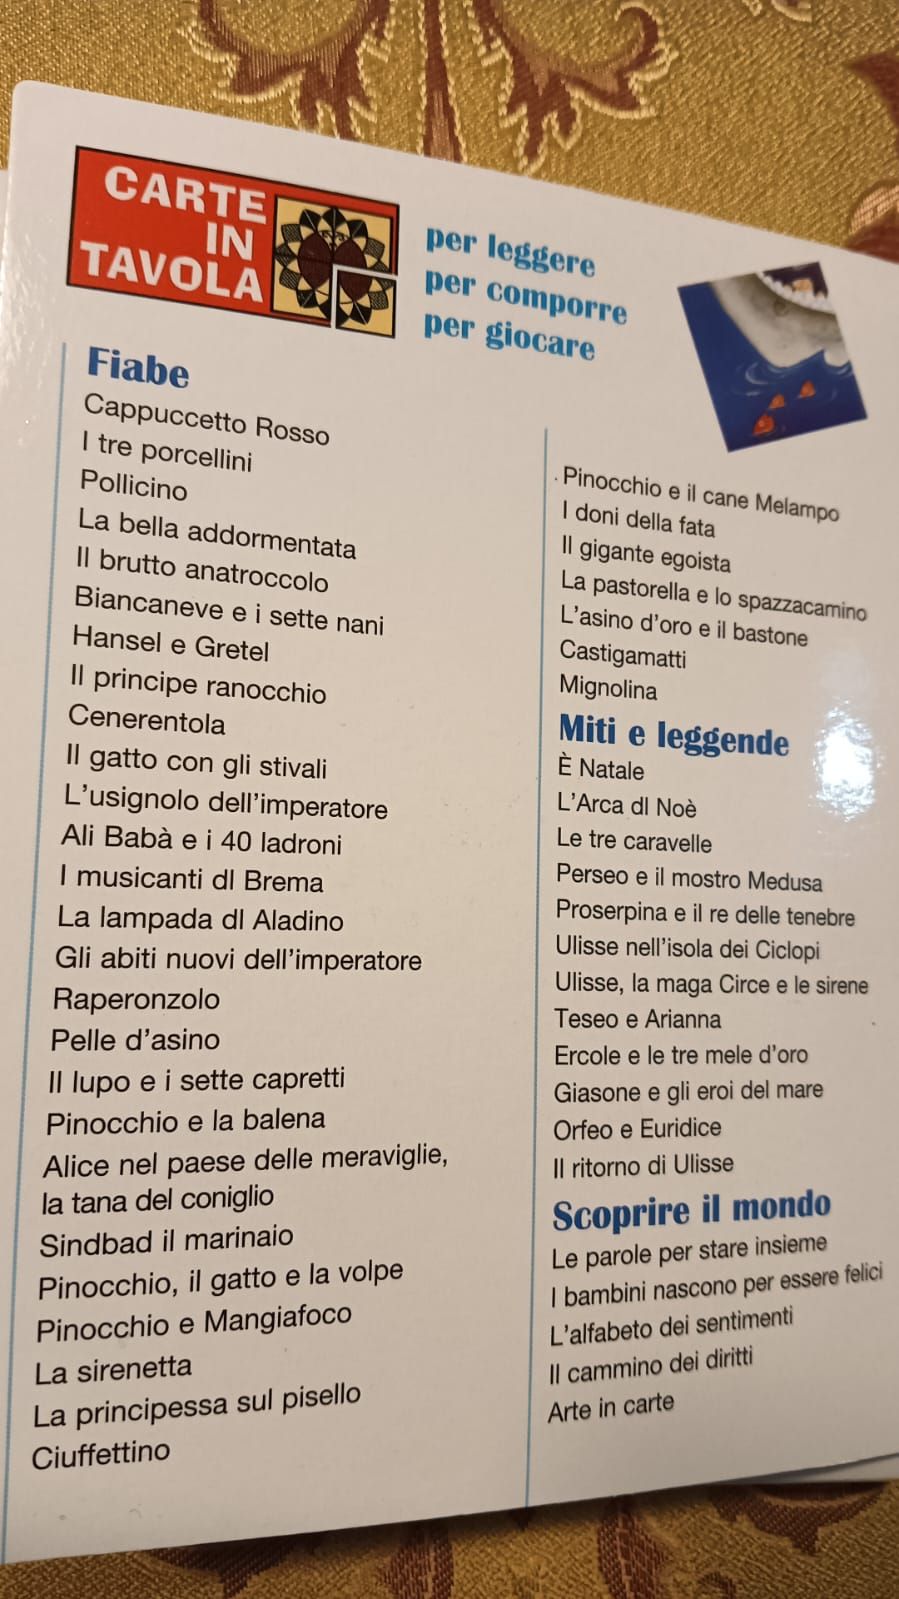 CARTE
IN
TAVOLA
per leggere
per comporre
per giocare
Fiabe
Cappuccetto Rosso
I tre porcellini
Pollicino
La bella addormentata
Il brutto anatroccolo
Biancaneve e i sette nani
Hansel e Gretel
Il principe ranocchio
Cenerentola
Il gatto con gli stivali
L'usignolo dell'imperatore
Ali Babà e i 40 ladroni
I musicanti dl Brema
La lampada dl Aladino
Gli abiti nuovi dell'imperatore
Raperonzolo
Pelle d'asino
Il lupo e i sette capretti
Pinocchio e la balena
Alice nel paese delle meraviglie,
la tana del coniglio
Sindbad il marinaio
Pinocchio, il gatto e la volpe
Pinocchio e Mangiafoco
La sirenetta
La principessa sul pisello
Ciuffettino
Pinocchio e il cane Melampo
I doni della fata
Il gigante egoista
La pastorella e lo spazzacamino
L'asino d'oro e il bastone
Castigamatti
Mignolina
Miti e leggende
È Natale
L'Arca dl Noè
Le tre caravelle
Perseo e il mostro Medusa
Proserpina e il re delle tenebre
Ulisse nell'isola dei Ciclopi
Ulisse, la maga Circe e le sirene
Teseo e Arianna
Ercole e le tre mele d'oro
Giasone e gli eroi del mare
Orfeo e Euridice
Il ritorno di Ulisse
Scoprire il mondo
Le parole per stare insieme
I bambini nascono per essere felici
L'alfabeto dei sentimenti
Il cammino dei diritti
Arte in carte